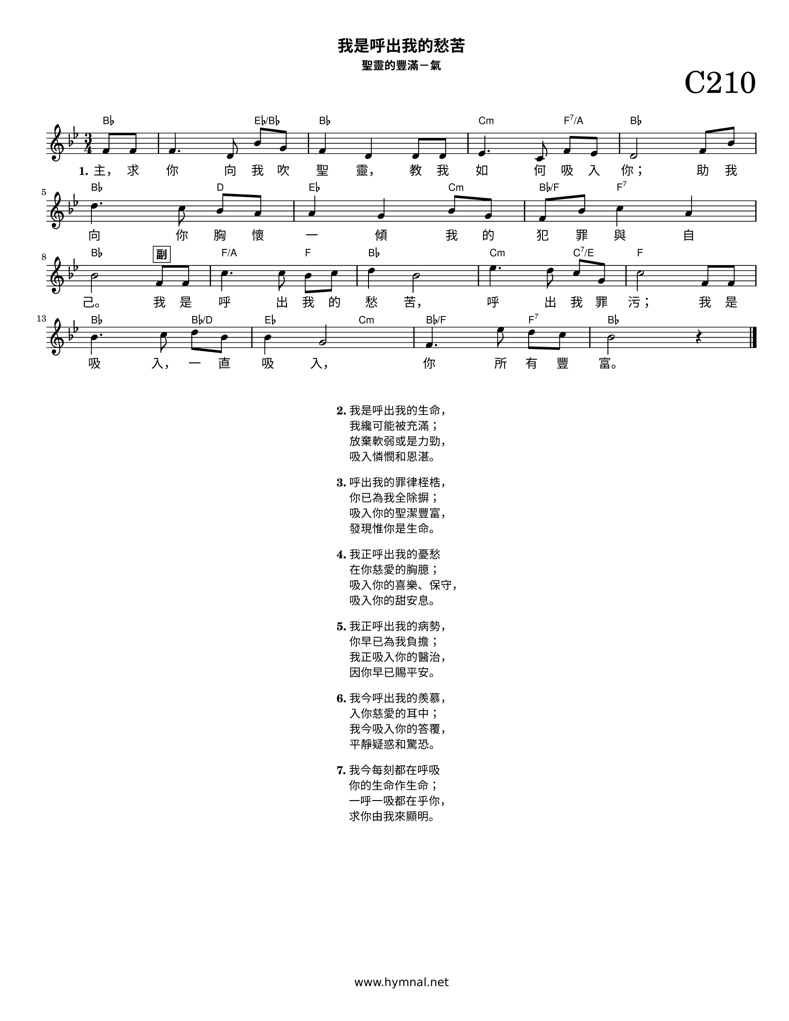 我是呼出我的愁苦
聖靈的豐滿－氣
C210
B♭ E♭/B♭ B♭ Cm F7/A B♭
3/4
1. 主， 求 你 向 我 吹 聖 靈， 教 我 如 何 吸 入 你； 助 我
5 B♭ D E♭ Cm B♭/F F7
向 你 胸 懷 一 傾 我 的 犯 罪 與 自
8 B♭ 副 F/A F B♭ Cm C7/E F
己。 我 是 呼 出 我 的 愁 苦， 呼 出 我 罪 污； 我 是
13 B♭ B♭/D E♭ Cm B♭/F F7 B♭
吸 入， 一 直 吸 入， 你 所 有 豐 富。
2. 我是呼出我的生命，
我纔可能被充滿；
放棄軟弱或是力勁，
吸入憐憫和恩湛。
3. 呼出我的罪律桎梏，
你已為我全除摒；
吸入你的聖潔豐富，
發現惟你是生命。
4. 我正呼出我的憂愁
在你慈愛的胸臆；
吸入你的喜樂、保守，
吸入你的甜安息。
5. 我正呼出我的病勢，
你早已為我負擔；
我正吸入你的醫治，
因你早已賜平安。
6. 我今呼出我的羨慕，
入你慈愛的耳中；
我今吸入你的答覆，
平靜疑惑和驚恐。
7. 我今每刻都在呼吸
你的生命作生命；
一呼一吸都在乎你，
求你由我來顯明。
www.hymnal.net